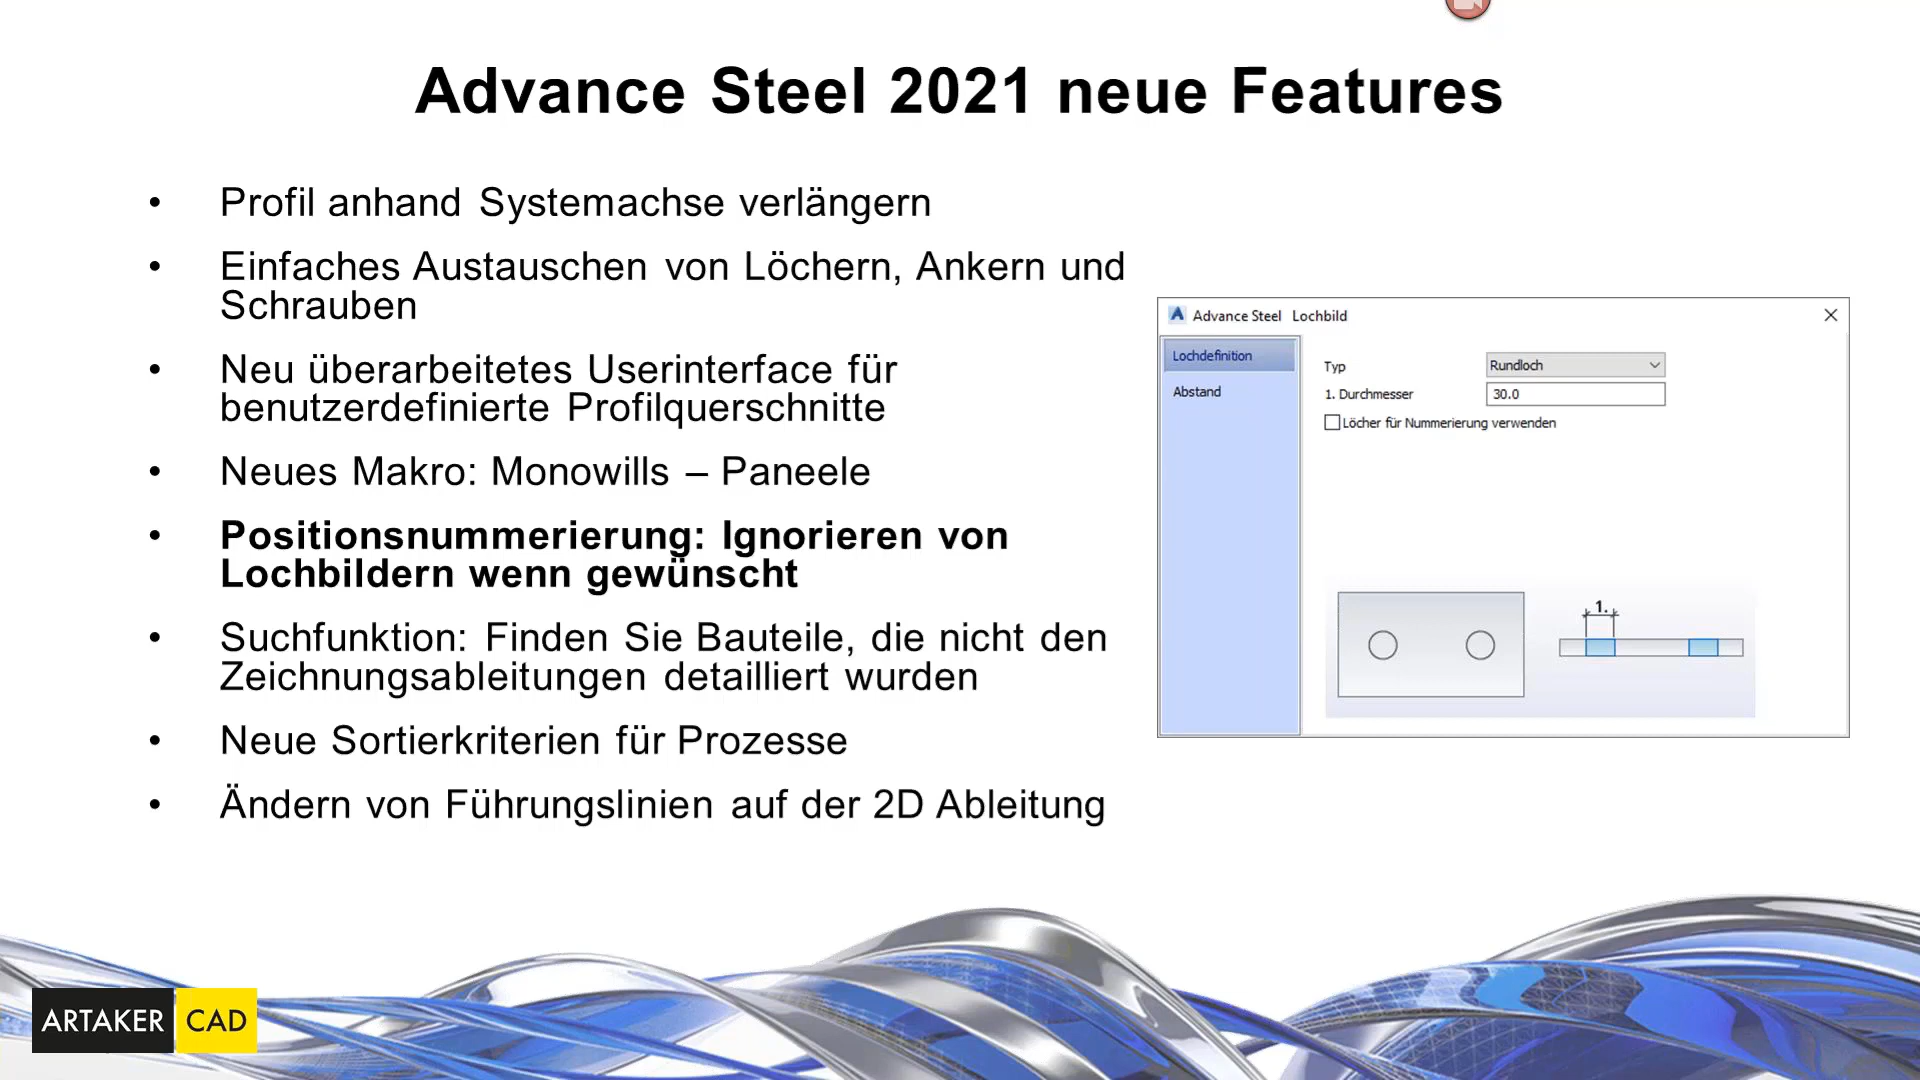 Advance Steel 2021 neue Features
• Profil anhand Systemachse verlängern
• Einfaches Austauschen von Löchern, Ankern und
Schrauben
• Neu überarbeitetes Userinterface für
benutzerdefinierte Profilquerschnitte
• Neues Makro: Monowills – Paneele
• Positionsnummerierung: Ignorieren von
Lochbildern wenn gewünscht
• Suchfunktion: Finden Sie Bauteile, die nicht den
Zeichnungsableitungen detailliert wurden
• Neue Sortierkriterien für Prozesse
• Ändern von Führungslinien auf der 2D Ableitung
Advance Steel Lochbild
Lochdefinition
Abstand
Typ Rundloch
1. Durchmesser 30.0
Löcher für Nummerierung verwenden
1.
ARTAKER CAD